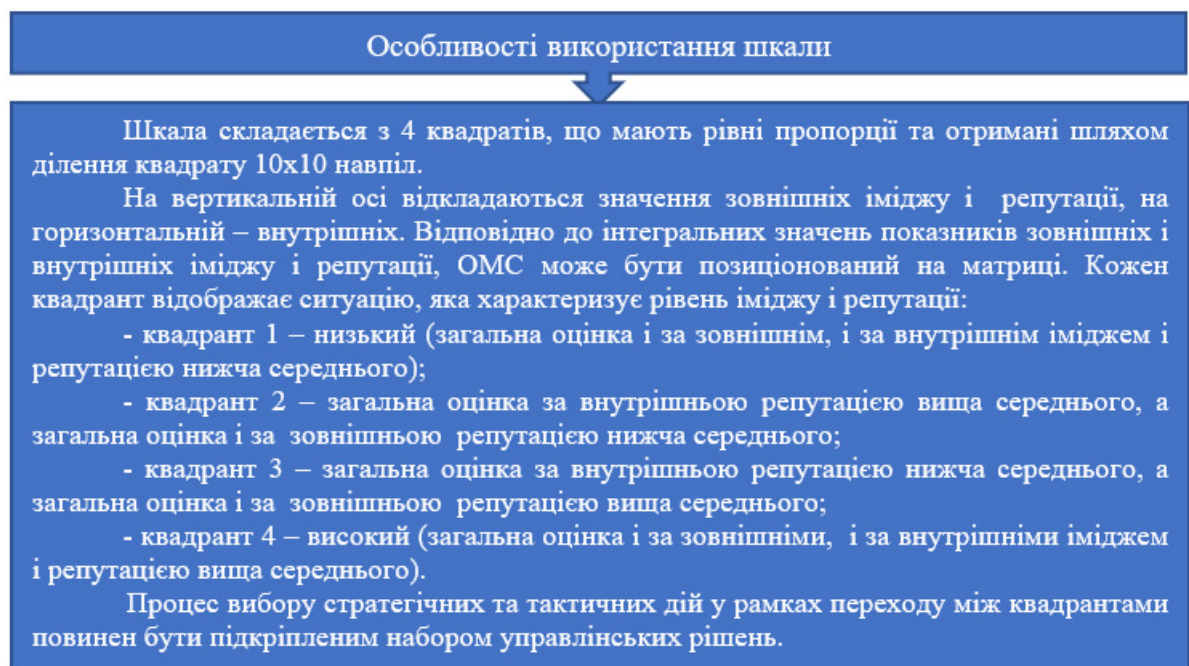 Особливості використання шкали
Шкала складається з 4 квадратів, що мають рівні пропорції та отримані шляхом
ділення квадрату 10х10 навпіл.
На вертикальній осі відкладаються значення зовнішніх іміджу і репутації, на
горизонтальній – внутрішніх. Відповідно до інтегральних значень показників зовнішніх і
внутрішніх іміджу і репутації, ОМС може бути позиціонований на матриці. Кожен
квадрант відображає ситуацію, яка характеризує рівень іміджу і репутації:
- квадрант 1 – низький (загальна оцінка і за зовнішнім, і за внутрішнім іміджем і
репутацією нижча середнього);
- квадрант 2 – загальна оцінка за внутрішньою репутацією вища середнього, а
загальна оцінка і за зовнішньою репутацією нижча середнього;
- квадрант 3 – загальна оцінка за внутрішньою репутацією нижча середнього, а
загальна оцінка і за зовнішньою репутацією вища середнього;
- квадрант 4 – високий (загальна оцінка і за зовнішніми, і за внутрішніми іміджем
і репутацією вища середнього).
Процес вибору стратегічних та тактичних дій у рамках переходу між квадрантами
повинен бути підкріпленим набором управлінських рішень.